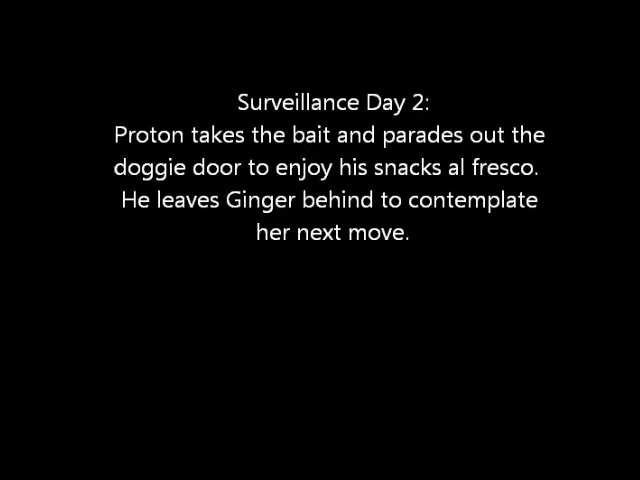 Surveillance Day 2:
Proton takes the bait and parades out the
doggie door to enjoy his snacks al fresco.
He leaves Ginger behind to contemplate
her next move.